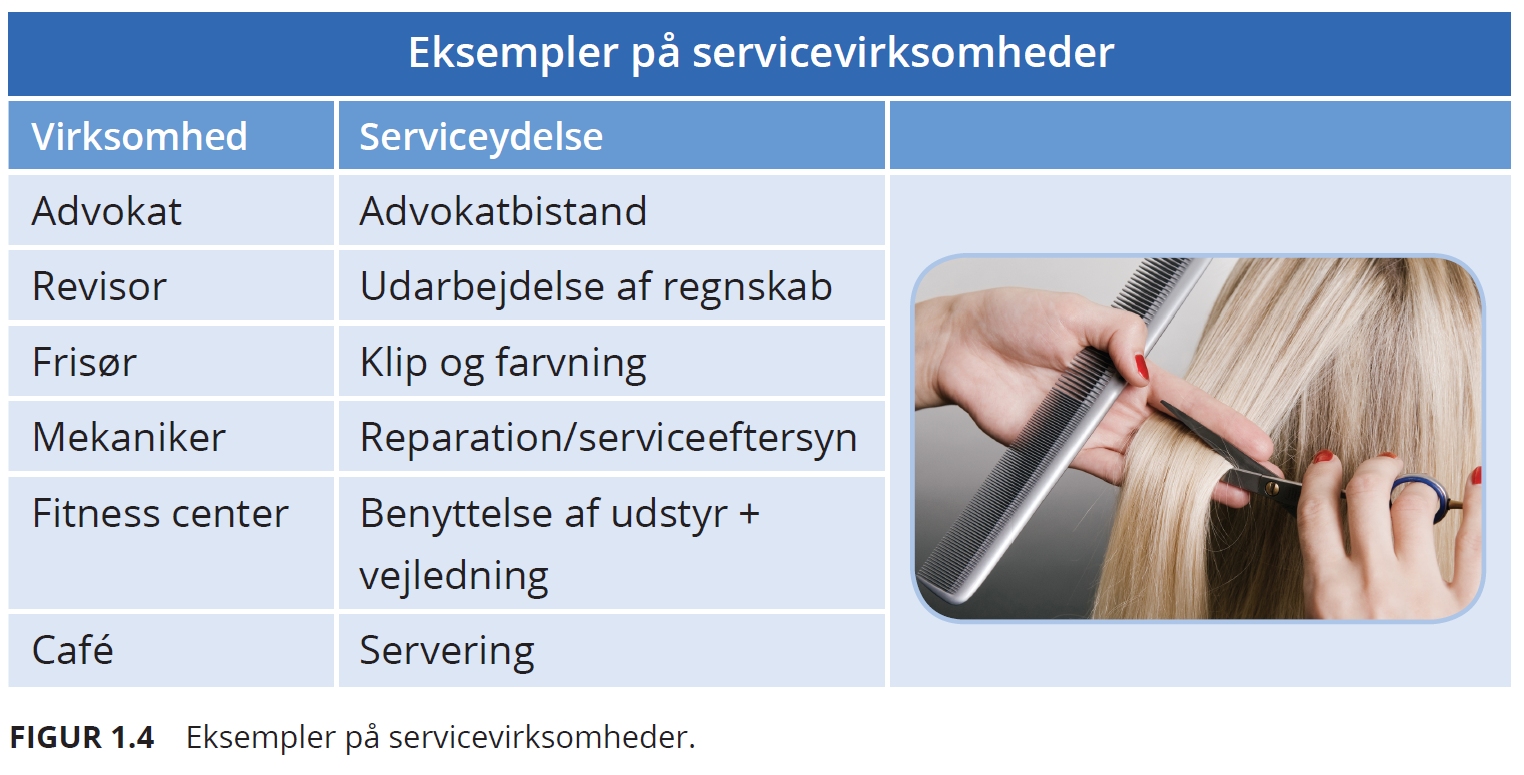 Eksempler på servicevirksomheder
Virksomhed Serviceydelse
Advokat Advokatbistand
Revisor Udarbejdelse af regnskab
Frisør Klip og farvning
Mekaniker Reparation/serviceeftersyn
Fitness center Benyttelse af udstyr +
vejledning
Café Servering
FIGUR 1.4 Eksempler på servicevirksomheder.